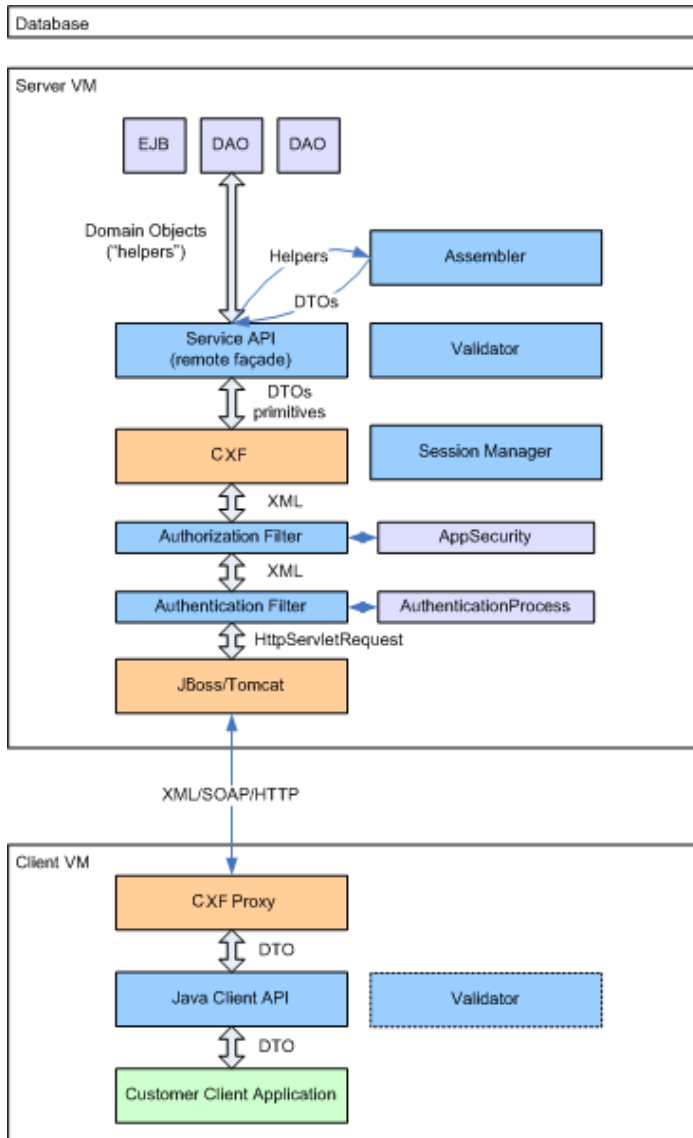 Database
Server VM
EJB
DAO
DAO
Domain Objects
("helpers")
Helpers
DTOs
Assembler
Service API
(remote façade)
Validator
DTOs
primitives
CXF
Session Manager
XML
Authorization Filter
AppSecurity
XML
Authentication Filter
AuthenticationProcess
HttpServletRequest
JBoss/Tomcat
XML/SOAP/HTTP
Client VM
CXF Proxy
DTO
Java Client API
Validator
DTO
Customer Client Application